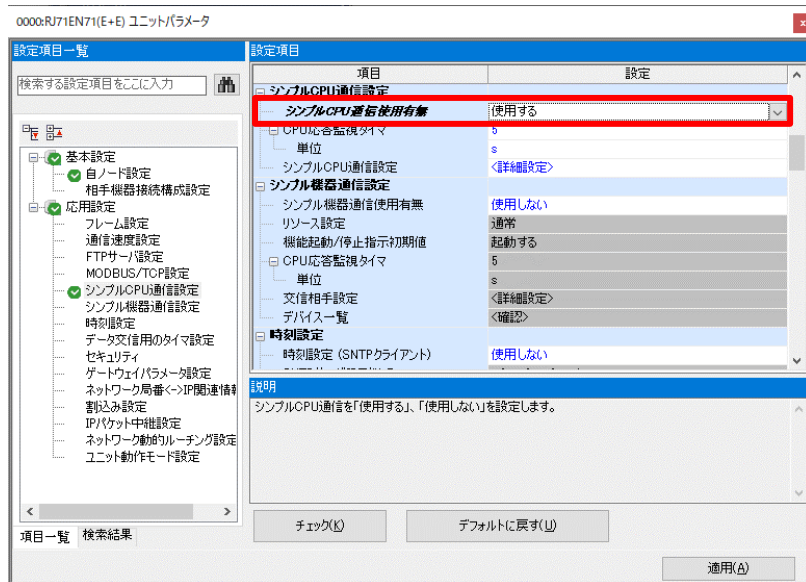 0000:RJ71EN71(E+E) ユニットパラメータ
設定項目一覧
検索する設定項目をここに入力
基本設定
自ノード設定
相手機器接続構成設定
応用設定
フレーム設定
通信速度設定
FTPサーバ設定
MODBUS/TCP設定
シンプルCPU通信設定
シンプル機器通信設定
時刻設定
データ交信用のタイマ設定
セキュリティ
ゲートウェイパラメータ設定
ネットワーク局番<->IP関連情報
割込み設定
IPパケット中継設定
ネットワーク動的ルーチング設定
ユニット動作モード設定
項目一覧 検索結果
設定項目
項目 設定
シンプルCPU通信設定
シンプルCPU通信使用有無 使用する
CPU応答監視タイマ 5
単位 s
シンプルCPU通信設定 <詳細設定>
シンプル機器通信設定
シンプル機器通信使用有無 使用しない
リソース設定 通常
機能起動/停止指示初期値 起動する
CPU応答監視タイマ 5
単位 s
交信相手設定 <詳細設定>
デバイス一覧 <確認>
時刻設定
時刻設定 (SNTPクライアント) 使用しない
説明
シンプルCPU通信を「使用する」、「使用しない」を設定します。
チェック(K) デフォルトに戻す(U)
適用(A)